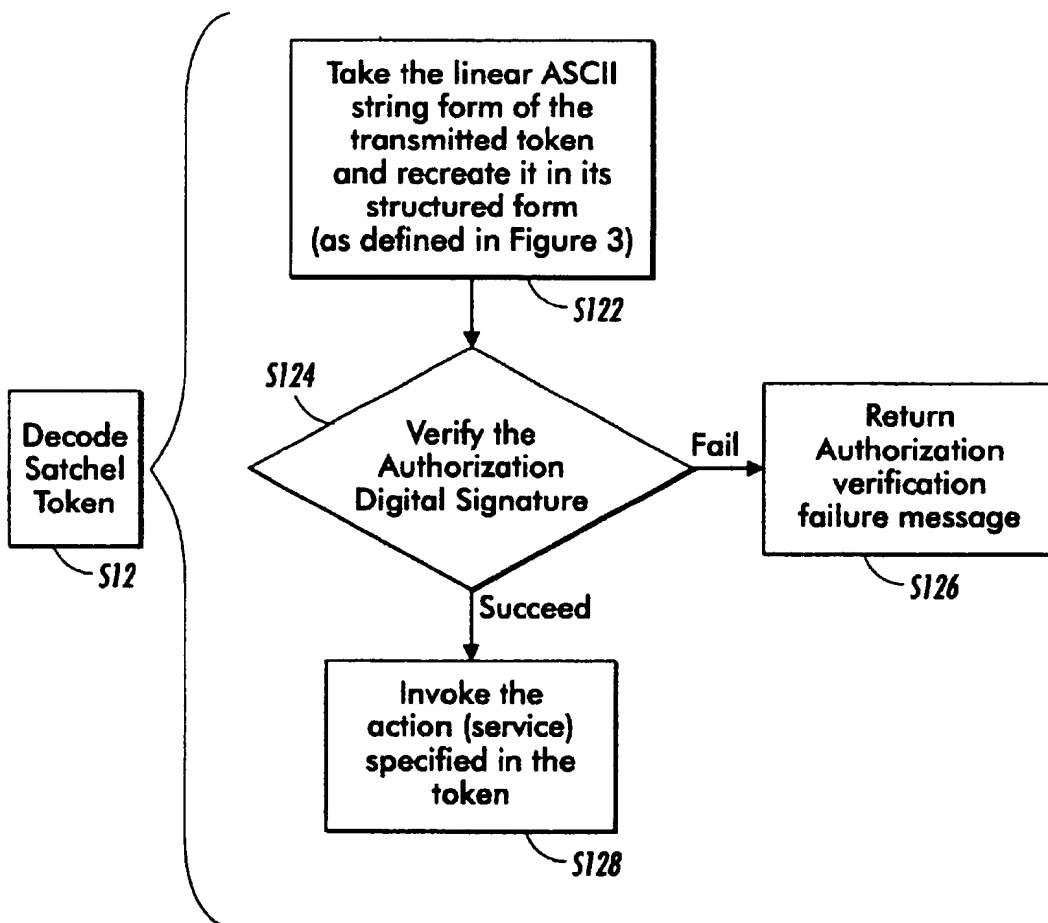 Take the linear ASCII
string form of the
transmitted token
and recreate it in its
structured form
(as defined in Figure 3)
S122
S124
Verify the
Authorization
Digital Signature
Fail
Return
Authorization
verification
failure message
S126
Decode
Satchel
Token
S12
Succeed
Invoke the
action (service)
specified in the
token
S128